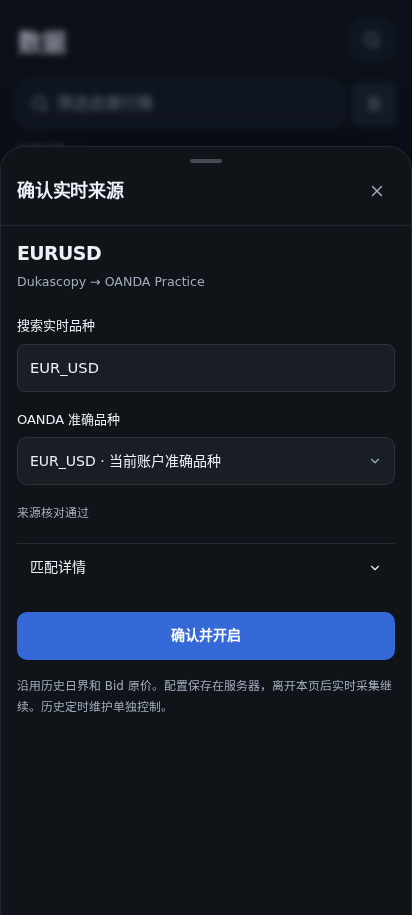 数据
确认实时来源
EURUSD
Dukascopy → OANDA Practice
搜索实时品种
EUR_USD
OANDA 准确品种
EUR_USD · 当前账户准确品种
来源核对通过
匹配详情
确认并开启
沿用历史日界和 Bid 原价。配置保存在服务器，离开本页后实时采集继
续。历史定时维护单独控制。